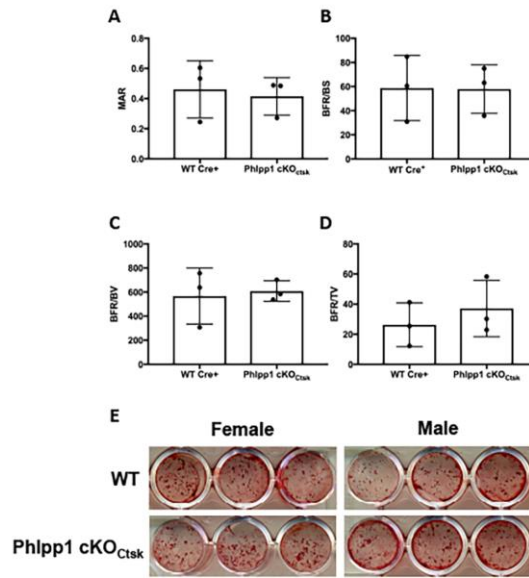 A
MAR
0.8
0.6
0.4
0.2
0.0
WT Cre+
Phlpp1 cKOctsk
B
BFR/BS
100
80
60
40
20
0
WT Cre+
Phlpp1 cKOCtsk
C
BFR/BV
1000
800
600
400
200
0
WT Cre+
Phlpp1 cKOCtsk
D
BFR/TV
80
60
40
20
0
WT Cre+
Phlpp1 cKOCtsk
E
Female
Male
WT
Phlpp1 cKOCtsk